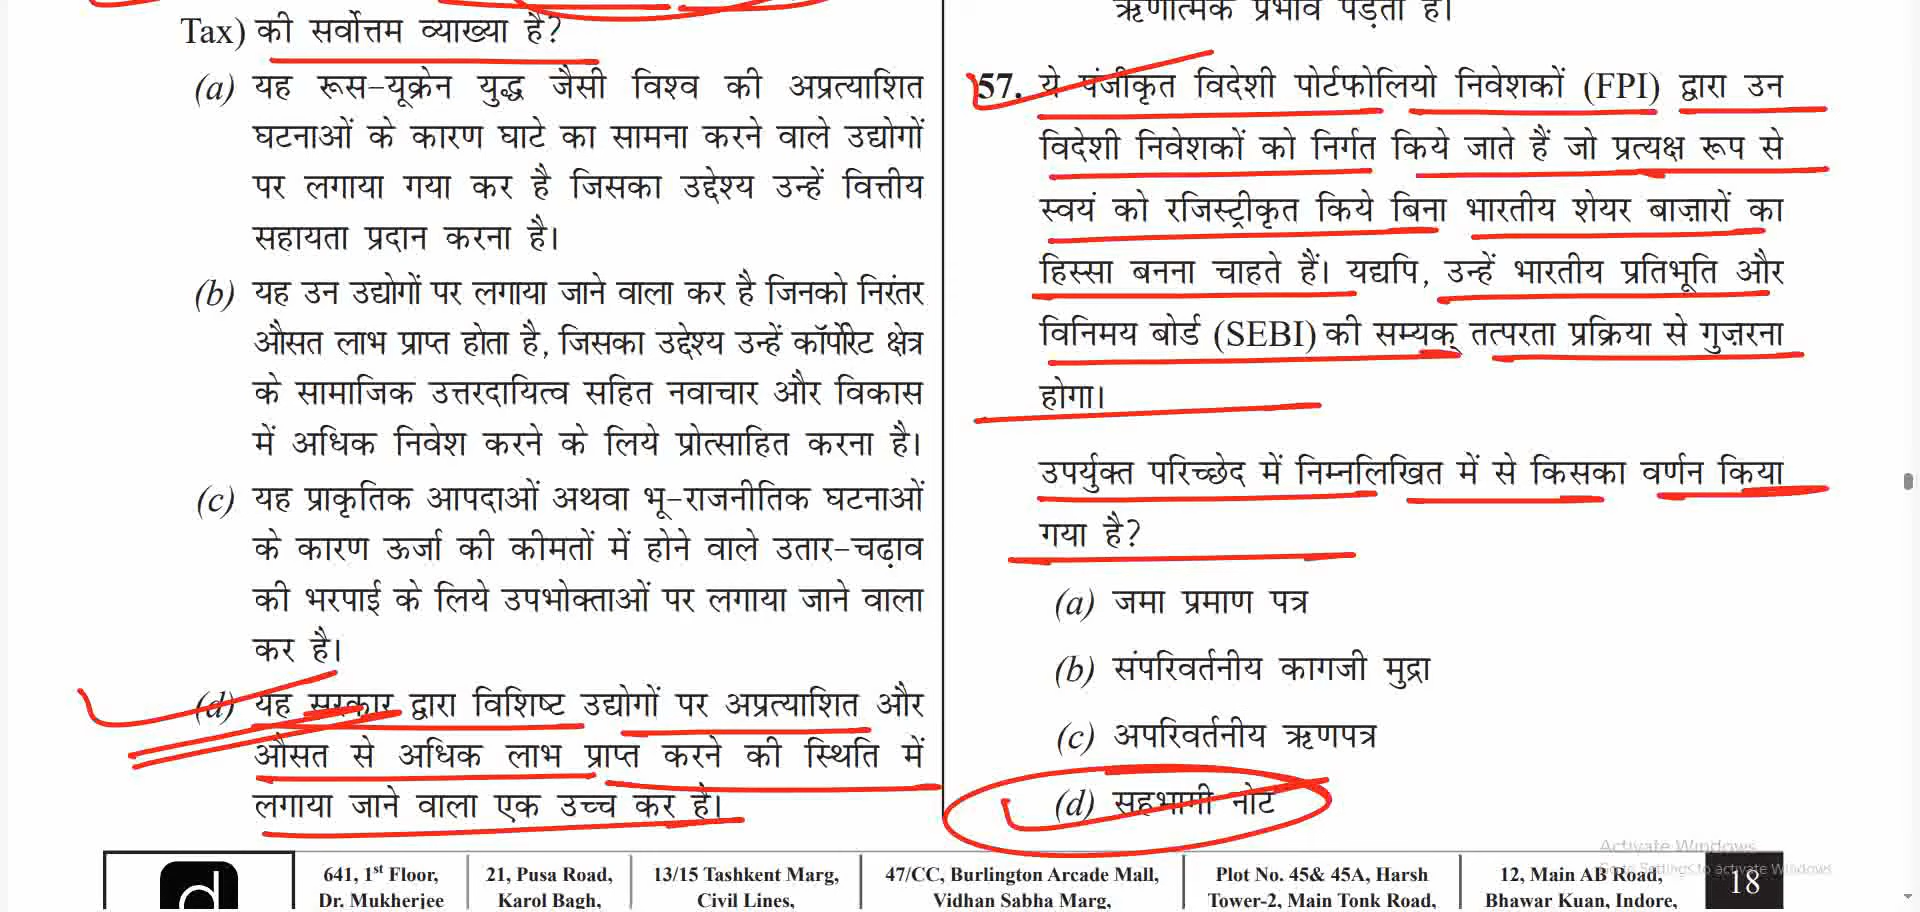 Tax) की सर्वोत्तम व्याख्या है?
(a) यह रूस-यूक्रेन युद्ध जैसी विश्व की अप्रत्याशित
घटनाओं के कारण घाटे का सामना करने वाले उद्योगों
पर लगाया गया कर है जिसका उद्देश्य उन्हें वित्तीय
सहायता प्रदान करना है।
(b) यह उन उद्योगों पर लगाया जाने वाला कर है जिनको निरंतर
औसत लाभ प्राप्त होता है, जिसका उद्देश्य उन्हें कॉर्पोरेट क्षेत्र
के सामाजिक उत्तरदायित्व सहित नवाचार और विकास
में अधिक निवेश करने के लिये प्रोत्साहित करना है।
(c) यह प्राकृतिक आपदाओं अथवा भू-राजनीतिक घटनाओं
के कारण ऊर्जा की कीमतों में होने वाले उतार-चढ़ाव
की भरपाई के लिये उपभोक्ताओं पर लगाया जाने वाला
कर है।
(d) यह सरकार द्वारा विशिष्ट उद्योगों पर अप्रत्याशित और
औसत से अधिक लाभ प्राप्त करने की स्थिति में
लगाया जाने वाला एक उच्च कर है।
ऋणात्मक प्रभाव पड़ता है।
57. ये पंजीकृत विदेशी पोर्टफोलियो निवेशकों (FPI) द्वारा उन
विदेशी निवेशकों को निर्गत किये जाते हैं जो प्रत्यक्ष रूप से
स्वयं को रजिस्ट्रीकृत किये बिना भारतीय शेयर बाज़ारों का
हिस्सा बनना चाहते हैं। यद्यपि, उन्हें भारतीय प्रतिभूति और
विनिमय बोर्ड (SEBI) की सम्यक् तत्परता प्रक्रिया से गुज़रना
होगा।
उपर्युक्त परिच्छेद में निम्नलिखित में से किसका वर्णन किया
गया है?
(a) जमा प्रमाण पत्र
(b) संपरिवर्तनीय कागजी मुद्रा
(c) अपरिवर्तनीय ऋणपत्र
(d) सहभागी नोट
Activate Windows
Go to Settings to activate Windows
d
641, 1st Floor,
Dr. Mukherjee
21, Pusa Road,
Karol Bagh,
13/15 Tashkent Marg,
Civil Lines,
47/CC, Burlington Arcade Mall,
Vidhan Sabha Marg,
Plot No. 45& 45A, Harsh
Tower-2, Main Tonk Road,
12, Main AB Road,
Bhawar Kuan, Indore,
18